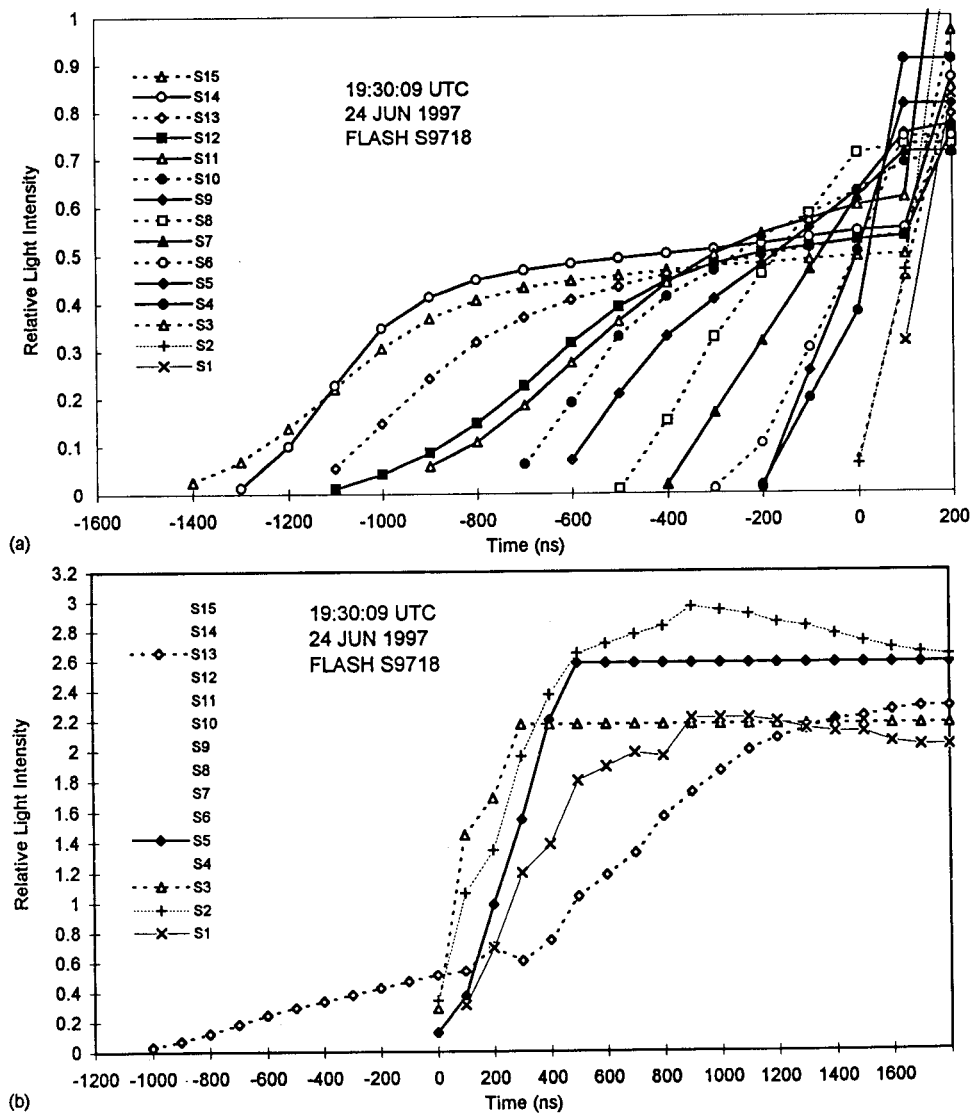 1
0.9
0.8
0.7
0.6
0.5
0.4
0.3
0.2
0.1
0
Relative Light Intensity
S15
S14
S13
S12
S11
S10
S9
S8
S7
S6
S5
S4
S3
S2
S1
19:30:09 UTC
24 JUN 1997
FLASH S9718
-1600 -1400 -1200 -1000 -800 -600 -400 -200 0 200
Time (ns)
(a)
3.2
3
2.8
2.6
2.4
2.2
2
1.8
1.6
1.4
1.2
1
0.8
0.6
0.4
0.2
0
Relative Light Intensity
S15
S14
S13
S12
S11
S10
S9
S8
S7
S6
S5
S4
S3
S2
S1
19:30:09 UTC
24 JUN 1997
FLASH S9718
-1200 -1000 -800 -600 -400 -200 0 200 400 600 800 1000 1200 1400 1600
Time (ns)
(b)